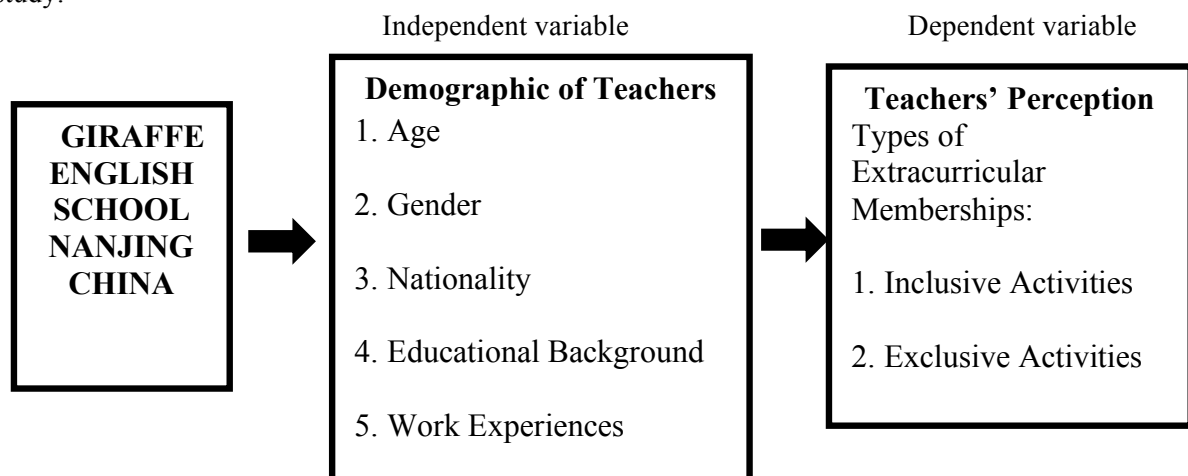 study.
Independent variable
Dependent variable
GIRAFFE
ENGLISH
SCHOOL
NANJING
CHINA
Demographic of Teachers
1. Age
2. Gender
3. Nationality
4. Educational Background
5. Work Experiences
Teachers’ Perception
Types of
Extracurricular
Memberships:
1. Inclusive Activities
2. Exclusive Activities